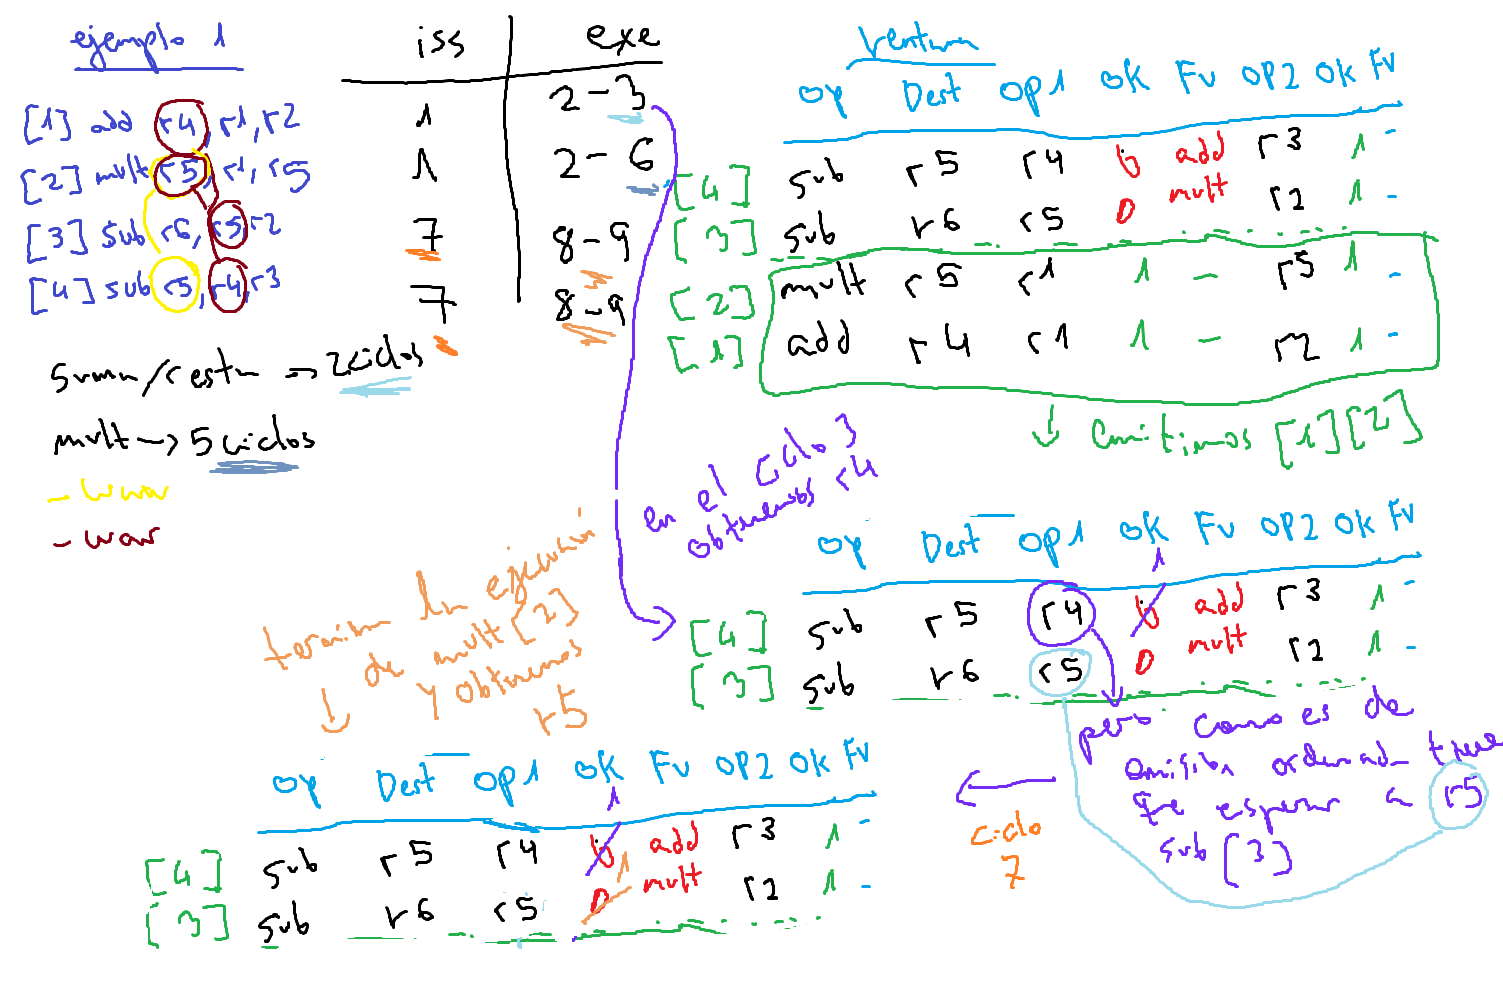 ejemplo 1
[1] add r4, r1, r2
[2] mult r5, r1, r5
[3] sub r6, r5, r2
[4] sub r5, r4, r3
iss exe
1 2-3
1 2-6
7 8-9
7 8-9
suma/resta -> 2 ciclos
mult -> 5 ciclos
- waw
- war
Ventana
op Dest op1 ok Fv op2 ok Fv
[4] sub r5 r4 0 add r3 1 -
[3] sub r6 r5 0 mult r2 1 -
[2] mult r5 r1 1 - r5 1 -
[1] add r4 r1 1 - r2 1 -
↓ emitimos [1] [2]
en el ciclo 3
obtenemos r4
op Dest op1 ok Fv op2 ok Fv
1
[4] sub r5 r4 0 add r3 1 -
[3] sub r6 r5 0 mult r2 1 -
pero como es de
emisión ordenada tiene
que esperar a r5
sub [3]
ciclo
7
termina la ejecución
de mult [2]
y obtenemos
r5
op Dest op1 ok Fv op2 ok Fv
1
[4] sub r5 r4 0 add r3 1 -
[3] sub r6 r5 0 1 mult r2 1 -